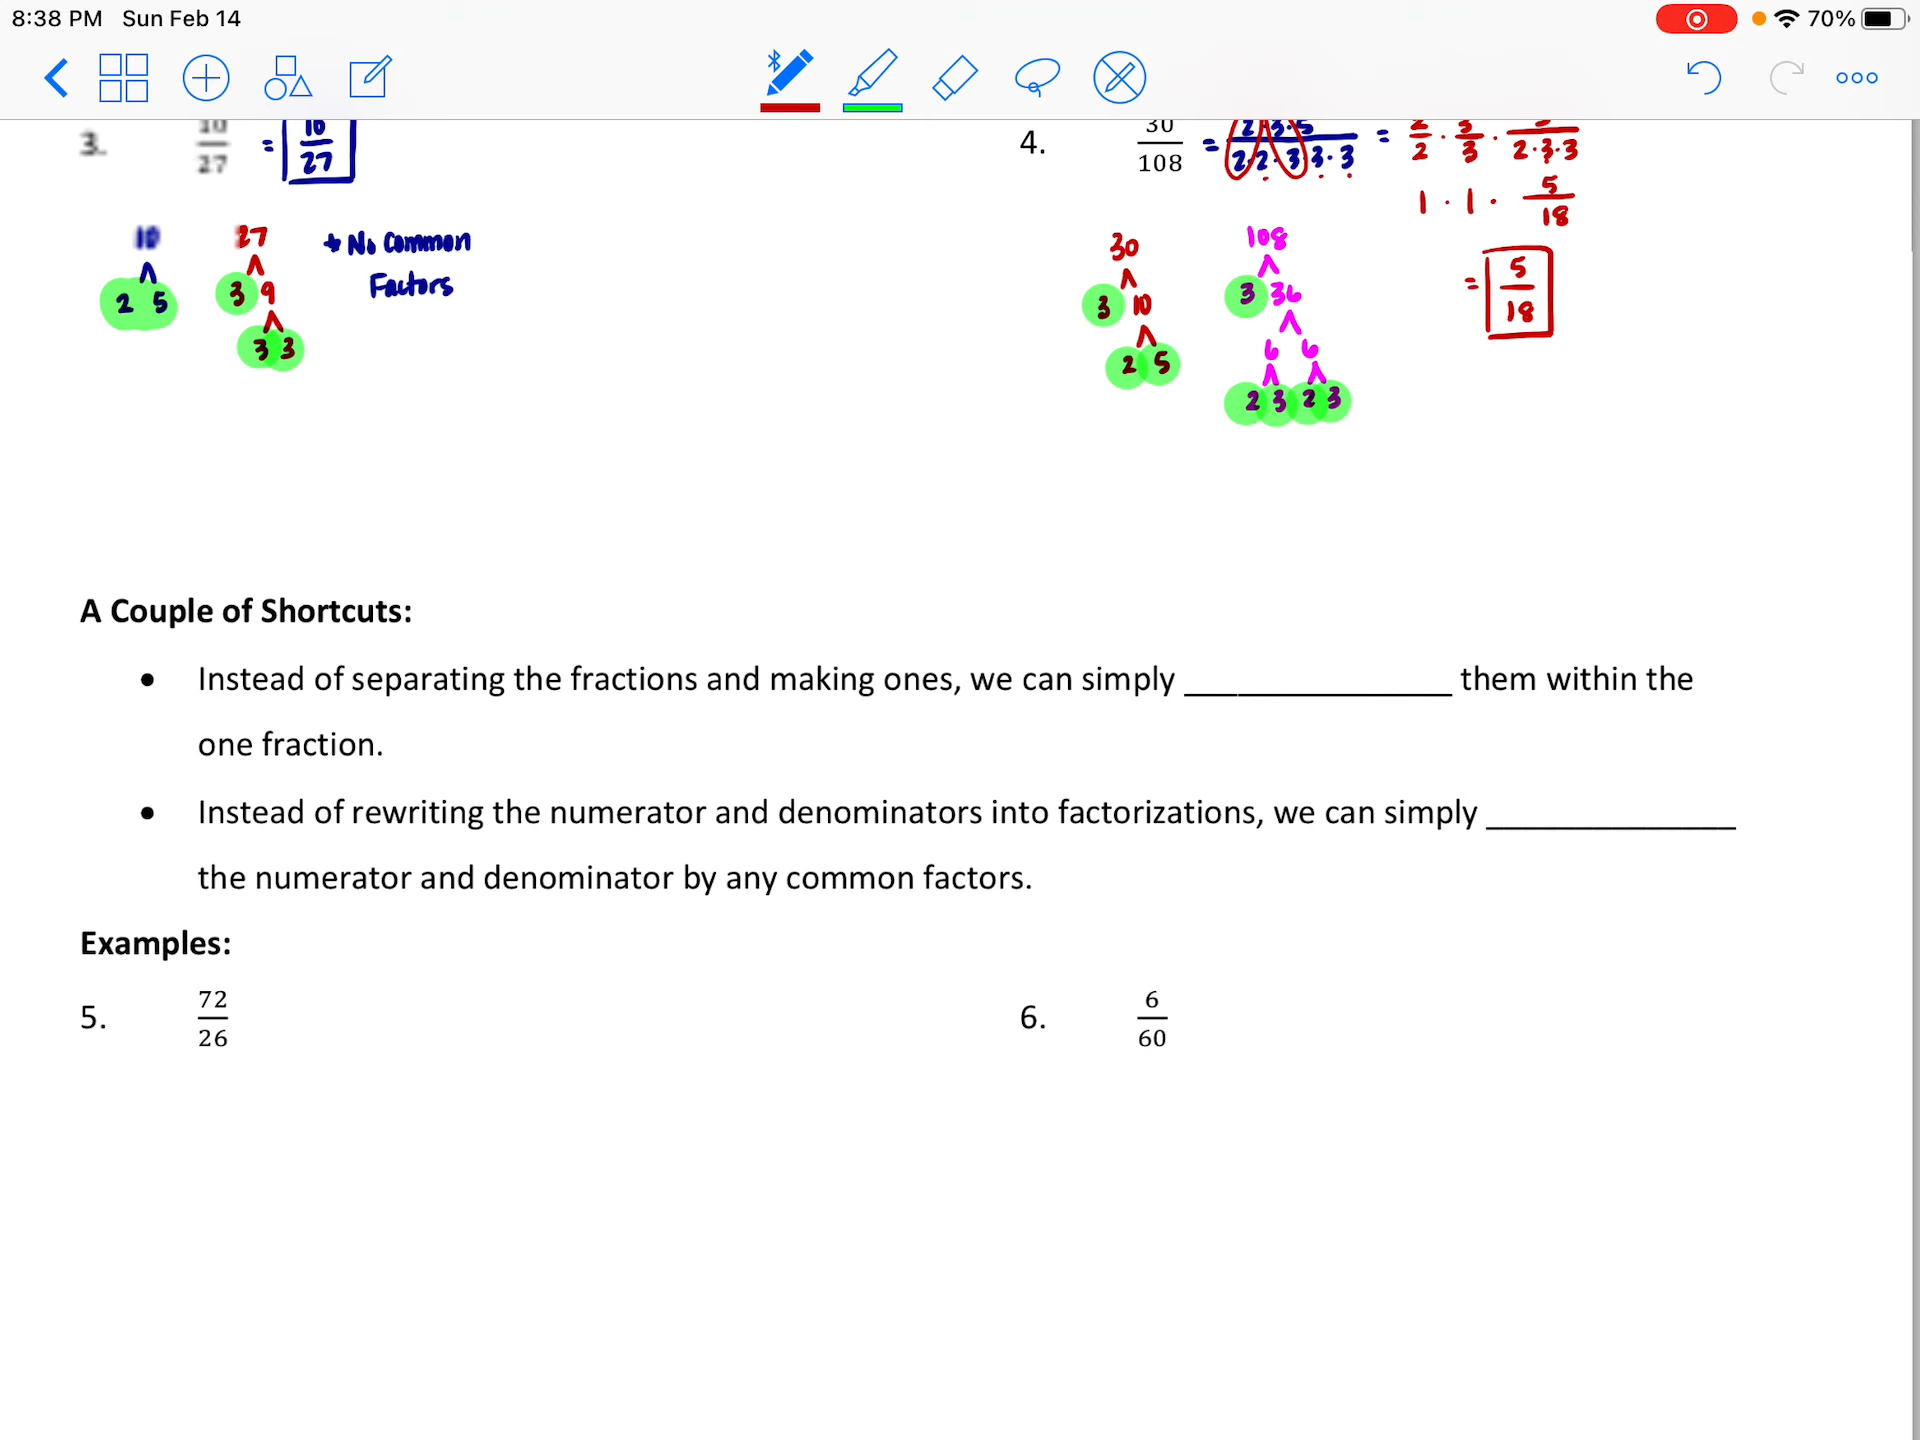 8:38 PM Sun Feb 14
70%
3. 10/27 = 10/27
4. 30/108 = 2·3·5/2·2·3·3·3 = 2/2 · 3/3 · 5/2·3·3
1 · 1 · 5/18
= 5/18
10
2 5
27
3 9
3 3
* No Common
Factors
30
3 10
2 5
108
3 36
6 6
2 3 2 3
A Couple of Shortcuts:
• Instead of separating the fractions and making ones, we can simply ______________ them within the
one fraction.
• Instead of rewriting the numerator and denominators into factorizations, we can simply ______________
the numerator and denominator by any common factors.
Examples:
5. 72/26
6. 6/60